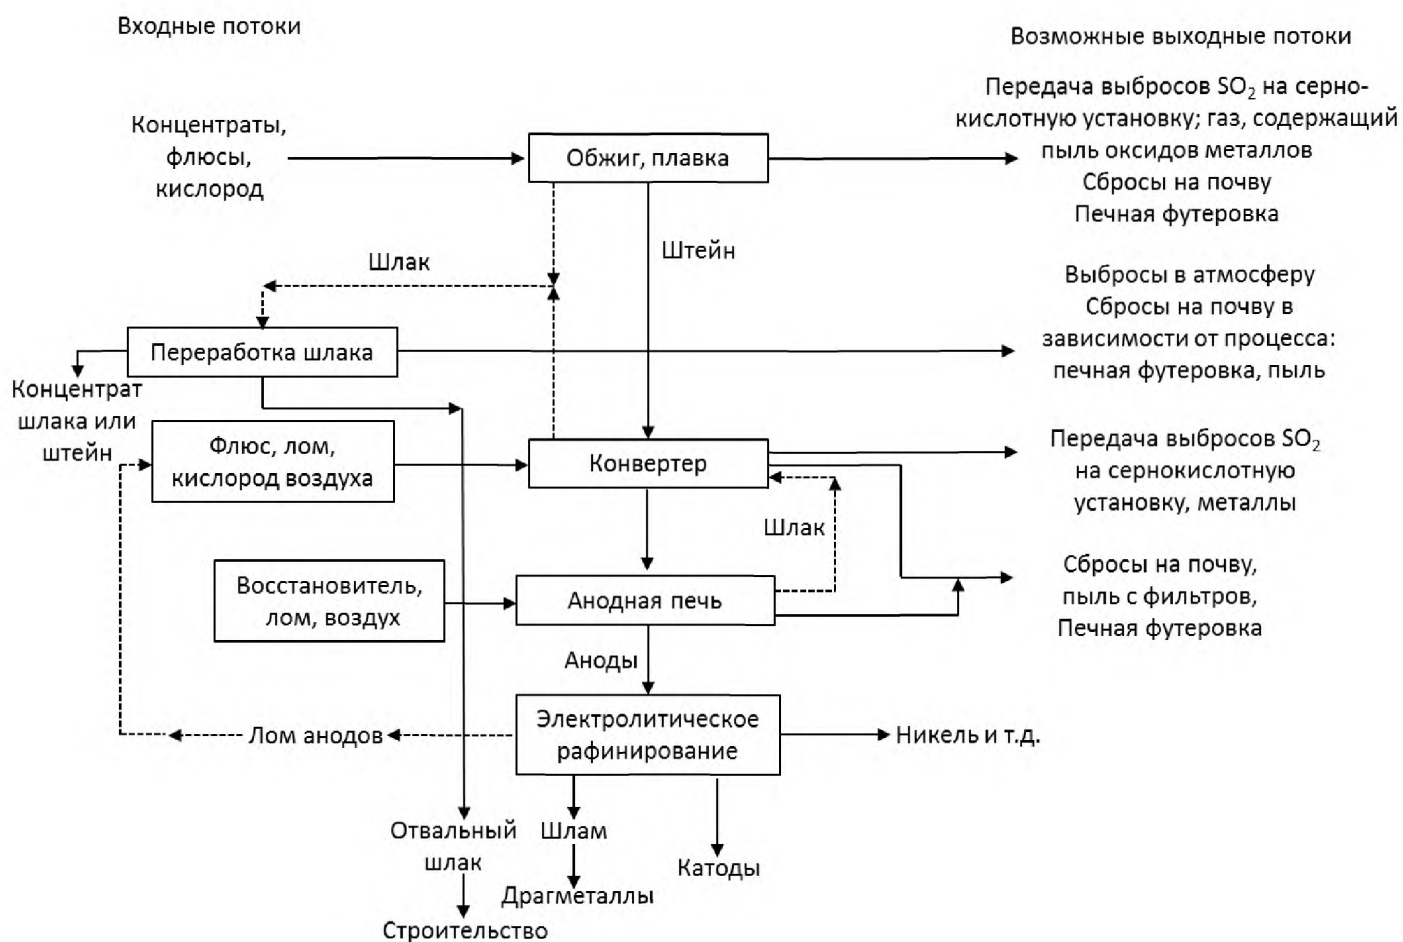 Входные потоки
Возможные выходные потоки
Концентраты,
флюсы,
кислород
Обжиг, плавка
Передача выбросов SO₂ на серно-
кислотную установку; газ, содержащий
пыль оксидов металлов
Сбросы на почву
Печная футеровка
Шлак
Штейн
Выбросы в атмосферу
Сбросы на почву в
зависимости от процесса:
печная футеровка, пыль
Переработка шлака
Концентрат
шлака или
штейн
Флюс, лом,
кислород воздуха
Конвертер
Передача выбросов SO₂
на сернокислотную
установку, металлы
Шлак
Восстановитель,
лом, воздух
Анодная печь
Сбросы на почву,
пыль с фильтров,
Печная футеровка
Аноды
Лом анодов
Электролитическое
рафинирование
Никель и т.д.
Отвальный
шлак
Шлам
Катоды
Драгметаллы
Строительство